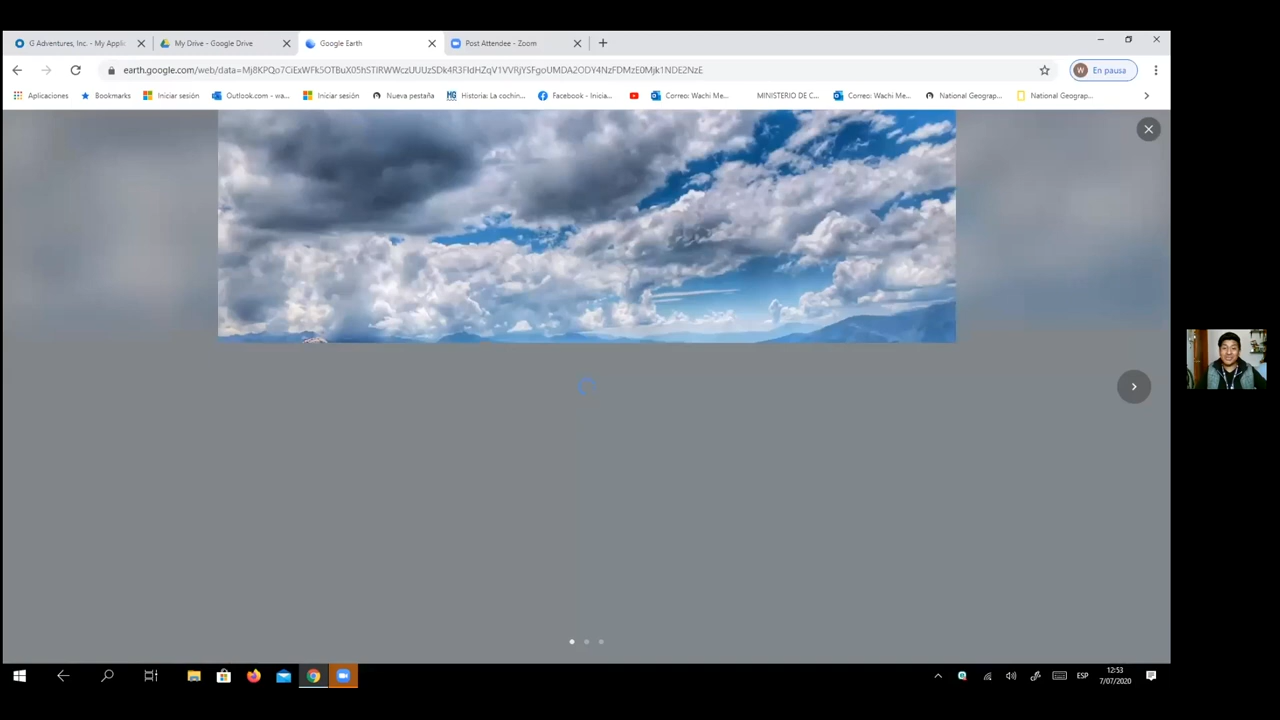 G Adventures, Inc. - My Applic
My Drive - Google Drive
Google Earth
Post Attendee - Zoom
earth.google.com/web/data=Mj8KPQo7CiExWFk5OTBuX05hSTlRWWczUUUzSDk4R3FldHZqV1VVRjYSFgoUMDA2ODY4NzFDMzE0Mjk1NDE2NzE
W
En pausa
Aplicaciones
Bookmarks
Iniciar sesión
Outlook.com - wa...
Iniciar sesión
Nueva pestaña
HG
Historia: La cochin...
Facebook - Inicia...
Correo: Wachi Me...
MINISTERIO DE C...
Correo: Wachi Me...
National Geograp...
National Geograp...
ESP
12:53
7/07/2020